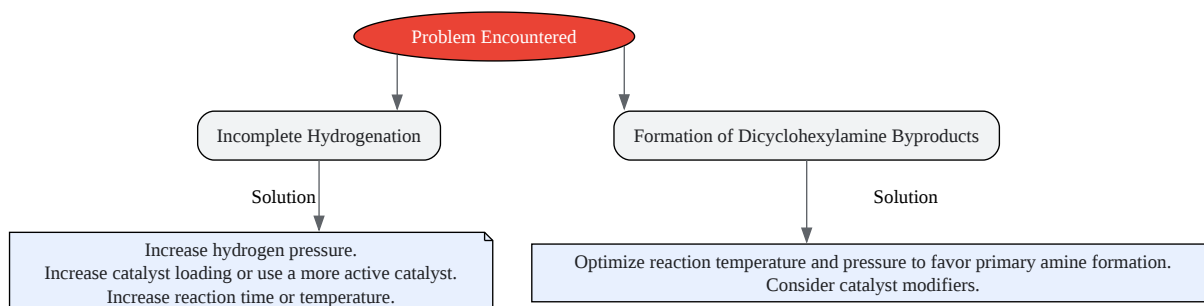 Problem Encountered
Incomplete Hydrogenation
Formation of Dicyclohexylamine Byproducts
Solution
Solution
Increase hydrogen pressure.
Increase catalyst loading or use a more active catalyst.
Increase reaction time or temperature.
Optimize reaction temperature and pressure to favor primary amine formation.
Consider catalyst modifiers.